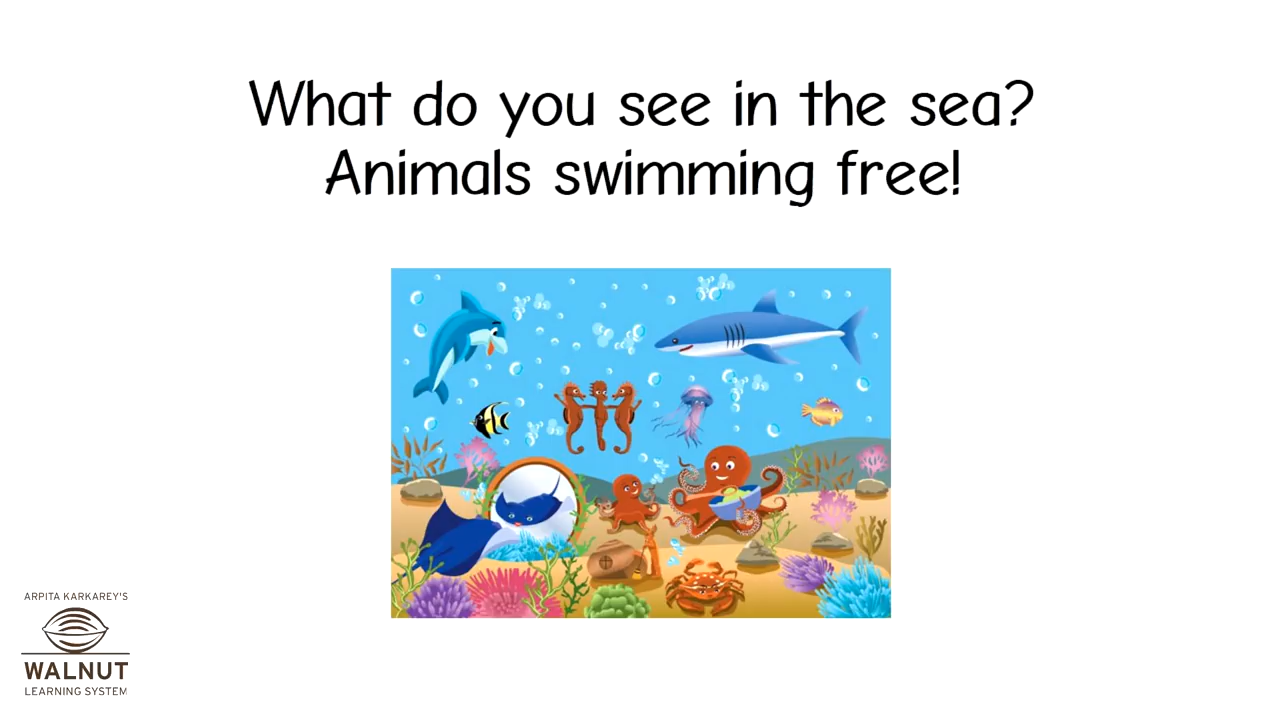 What do you see in the sea?
Animals swimming free!
ARPITA KARKAREY'S
WALNUT
LEARNING SYSTEM